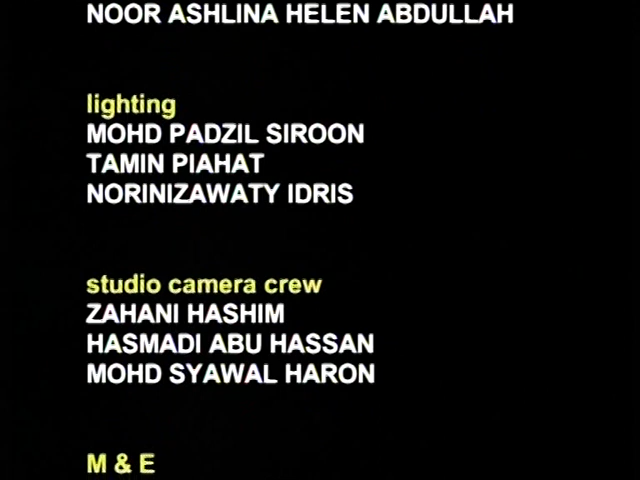 NOOR ASHLINA HELEN ABDULLAH
lighting
MOHD PADZIL SIROON
TAMIN PIAHAT
NORINIZAWATY IDRIS
studio camera crew
ZAHANI HASHIM
HASMADI ABU HASSAN
MOHD SYAWAL HARON
M & E